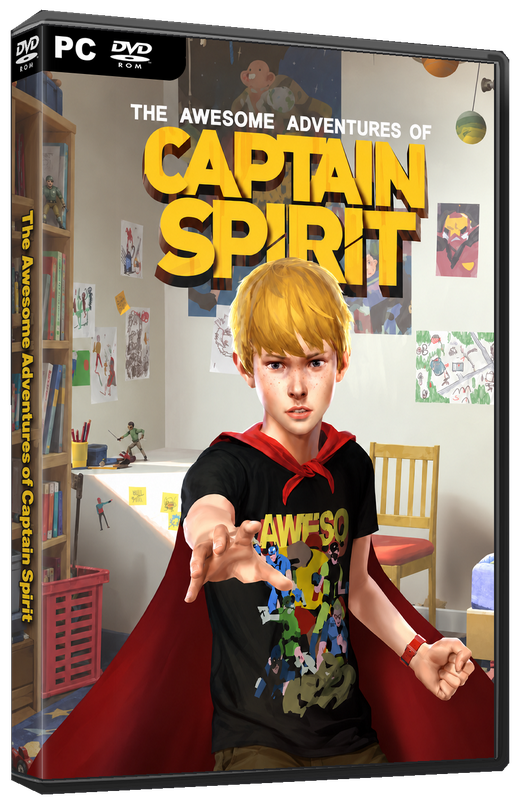 DVD
ROM
PC DVD
ROM
THE AWESOME ADVENTURES OF
CAPTAIN
SPIRIT
AWESO
The Awesome Adventures of Captain Spirit